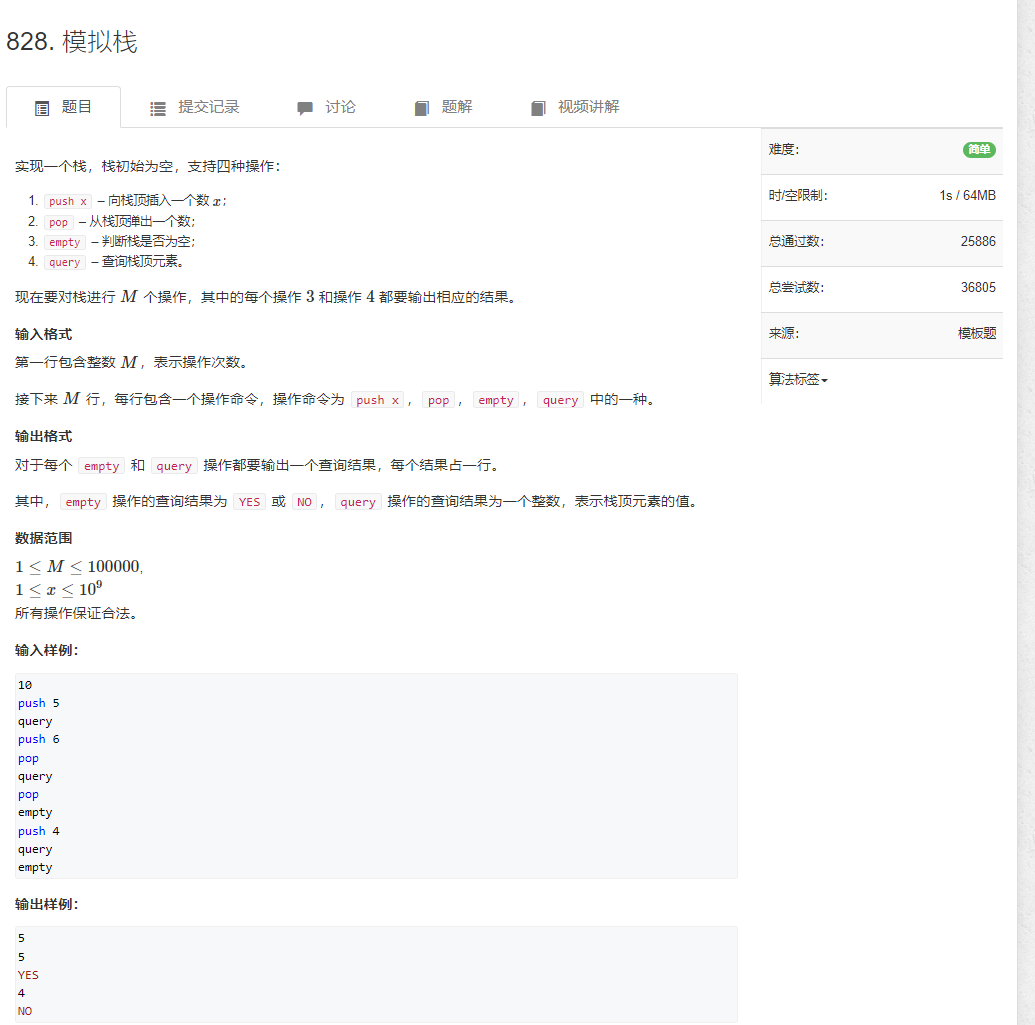 828. 模拟栈
题目 提交记录 讨论 题解 视频讲解
实现一个栈，栈初始为空，支持四种操作：
1. push x – 向栈顶插入一个数 x；
2. pop – 从栈顶弹出一个数；
3. empty – 判断栈是否为空；
4. query – 查询栈顶元素。
现在要对栈进行 M 个操作，其中的每个操作 3 和操作 4 都要输出相应的结果。
输入格式
第一行包含整数 M，表示操作次数。
接下来 M 行，每行包含一个操作命令，操作命令为 push x，pop，empty，query 中的一种。
输出格式
对于每个 empty 和 query 操作都要输出一个查询结果，每个结果占一行。
其中，empty 操作的查询结果为 YES 或 NO，query 操作的查询结果为一个整数，表示栈顶元素的值。
数据范围
1 ≤ M ≤ 100000,
1 ≤ x ≤ 10⁹
所有操作保证合法。
输入样例：
10
push 5
query
push 6
pop
query
pop
empty
push 4
query
empty
输出样例：
5
5
YES
4
NO
难度： 简单
时/空限制： 1s / 64MB
总通过数： 25886
总尝试数： 36805
来源： 模板题
算法标签